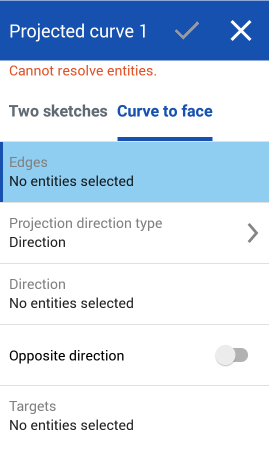 Projected curve 1
Cannot resolve entities.
Two sketches Curve to face
Edges
No entities selected
Projection direction type
Direction
Direction
No entities selected
Opposite direction
Targets
No entities selected